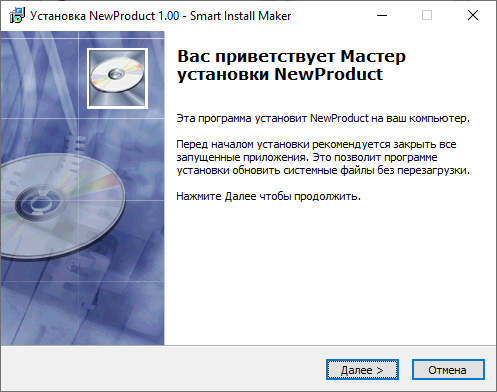 Установка NewProduct 1.00 - Smart Install Maker
Вас приветствует Мастер
установки NewProduct
Эта программа установит NewProduct на ваш компьютер.
Перед началом установки рекомендуется закрыть все
запущенные приложения. Это позволит программе
установки обновить системные файлы без перезагрузки.
Нажмите Далее чтобы продолжить.
Далее >
Отмена